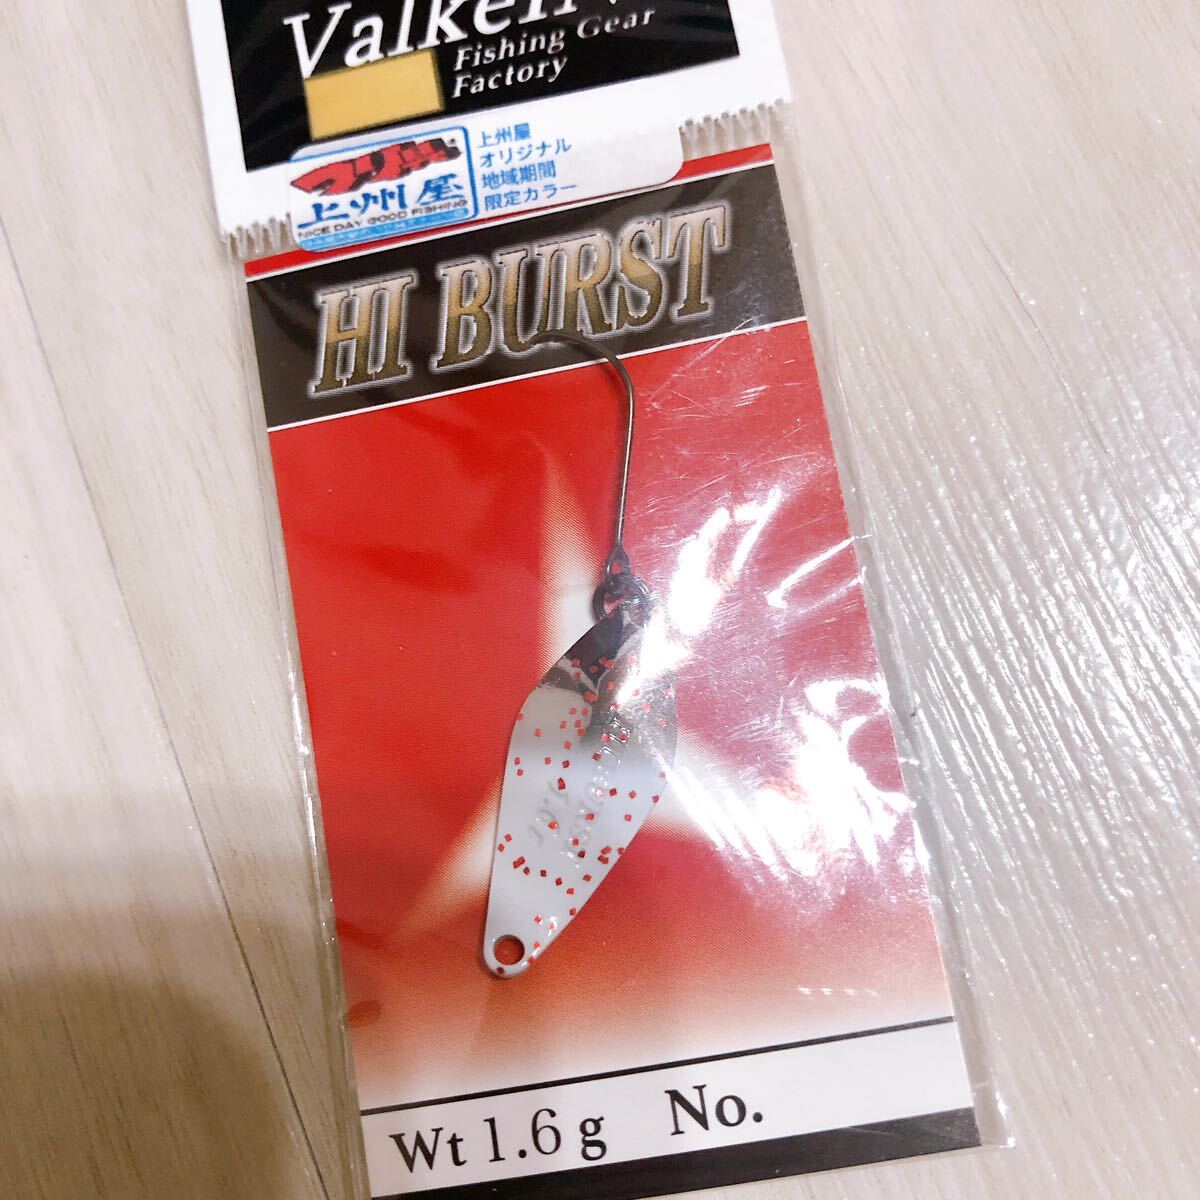 ValkeIN
Fishing Gear
Factory
上州屋
NICE DAY GOOD FISHING
上州屋
オリジナル
地域期間
限定カラー
HI BURST
Wt 1.6 g No.